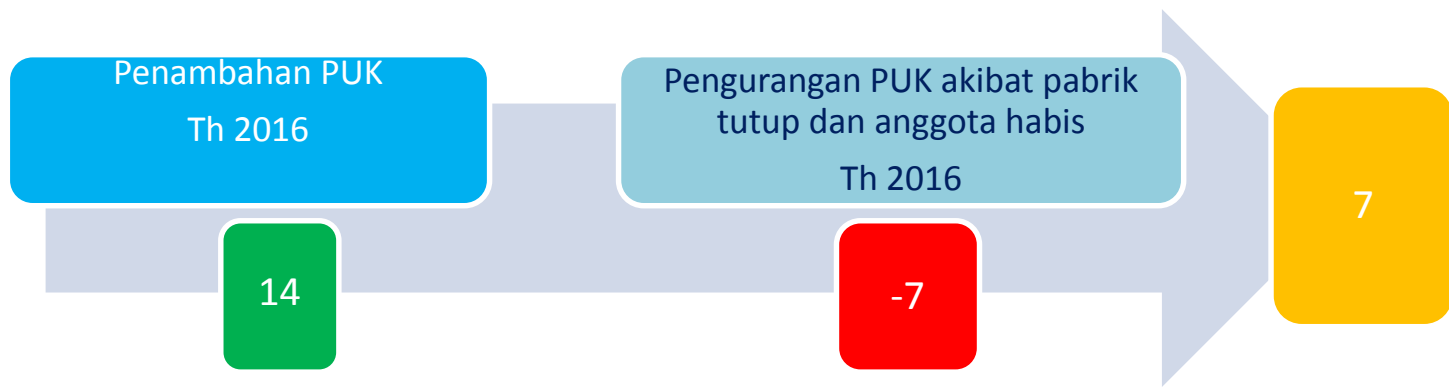 Penambahan PUK
Th 2016
14
Pengurangan PUK akibat pabrik
tutup dan anggota habis
Th 2016
-7
7